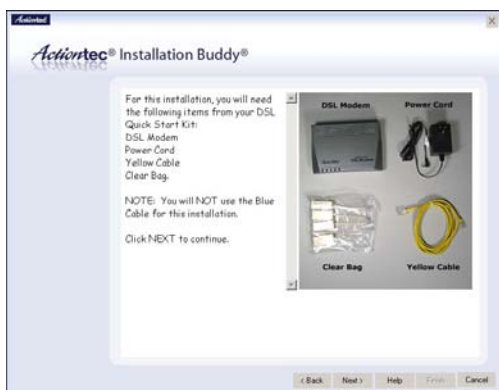 Actiontec
Actiontec® Installation Buddy®
For this installation, you will need
the following items from your DSL
Quick Start Kit:
DSL Modem
Power Cord
Yellow Cable
Clear Bag.
NOTE: You will NOT use the Blue
Cable for this installation.
Click NEXT to continue.
DSL Modem
Power Cord
Clear Bag
Yellow Cable
< Back
Next >
Help
Finish
Cancel